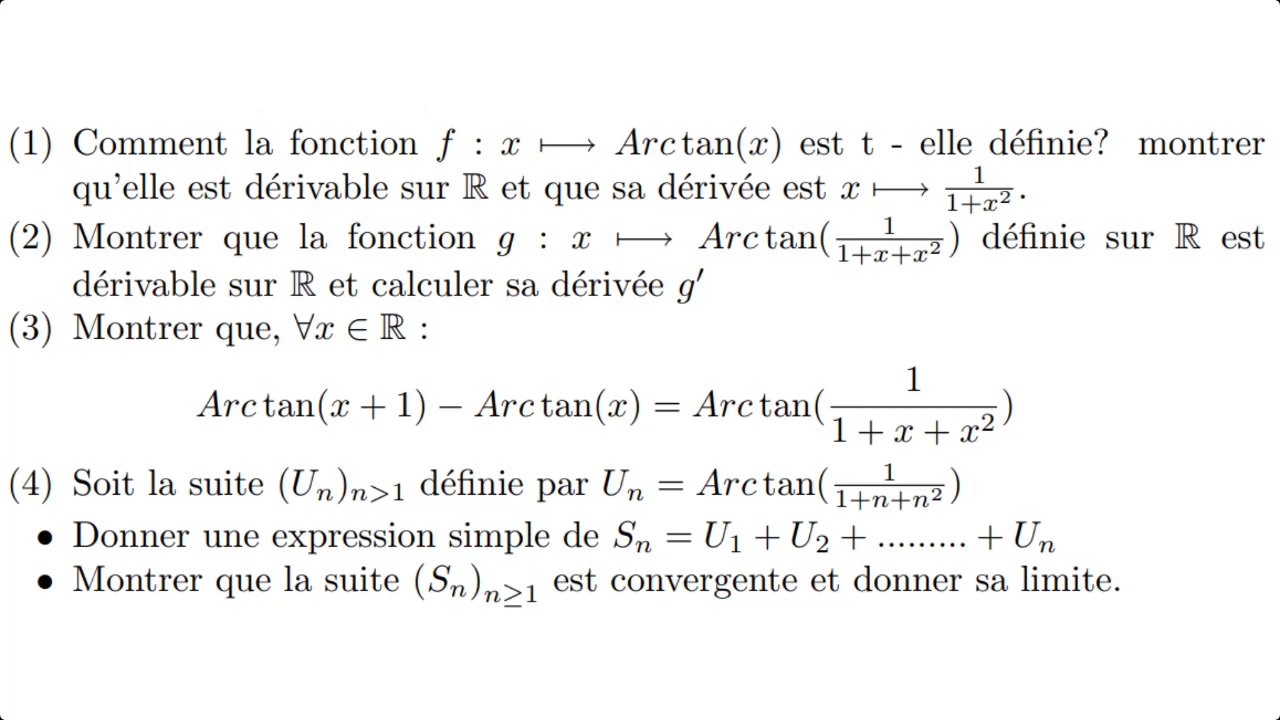 (1) Comment la fonction f : x ⟼ Arctan(x) est t - elle définie? montrer
qu'elle est dérivable sur ℝ et que sa dérivée est x ⟼ 1/(1+x²).
(2) Montrer que la fonction g : x ⟼ Arctan(1/(1+x+x²)) définie sur ℝ est
dérivable sur ℝ et calculer sa dérivée g′
(3) Montrer que, ∀x ∈ ℝ :
Arctan(x + 1) − Arctan(x) = Arctan(1/(1 + x + x²))
(4) Soit la suite (Uₙ)ₙ>₁ définie par Uₙ = Arctan(1/(1+n+n²))
• Donner une expression simple de Sₙ = U₁ + U₂ + ......... + Uₙ
• Montrer que la suite (Sₙ)ₙ≥₁ est convergente et donner sa limite.